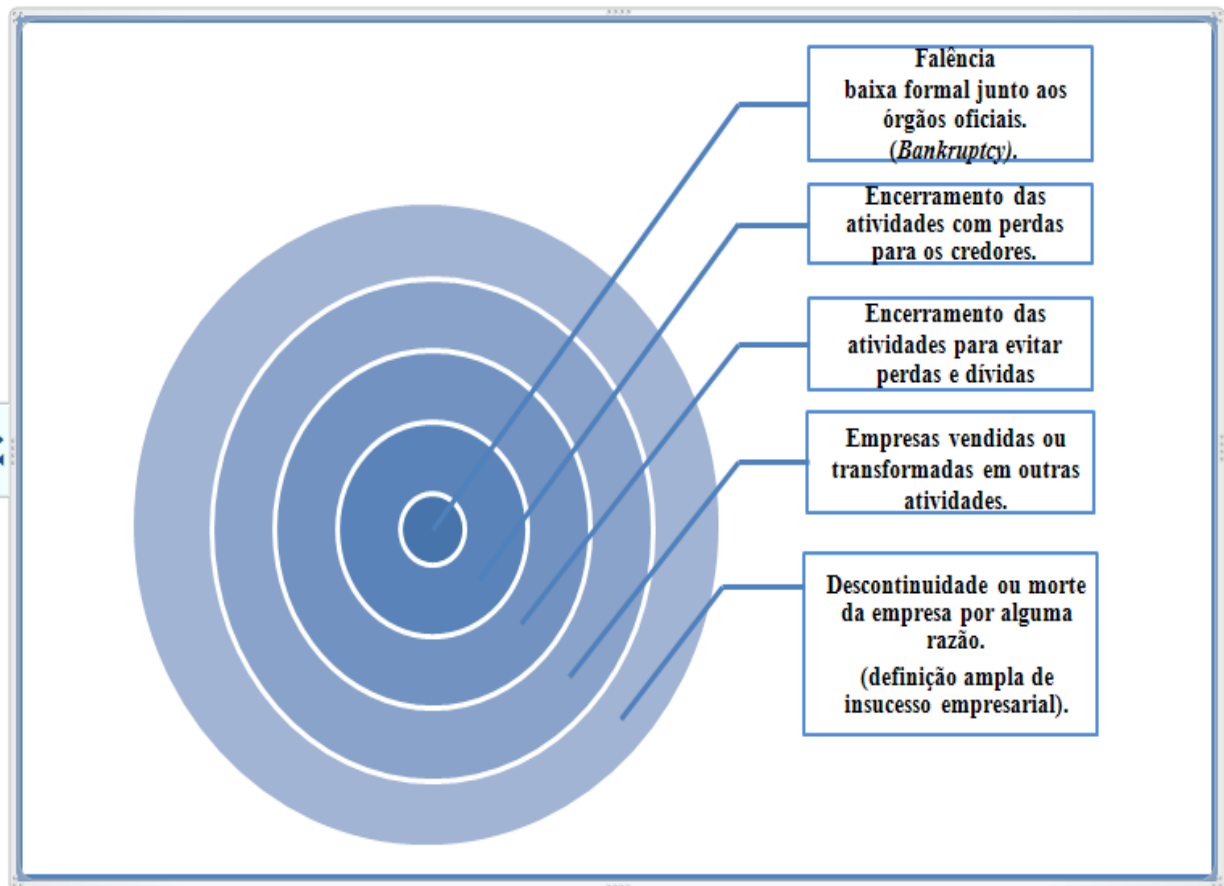 Falência
baixa formal junto aos
órgãos oficiais.
(Bankruptcy).
Encerramento das
atividades com perdas
para os credores.
Encerramento das
atividades para evitar
perdas e dívidas
Empresas vendidas ou
transformadas em outras
atividades.
Descontinuidade ou morte
da empresa por alguma
razão.
(definição ampla de
insucesso empresarial).